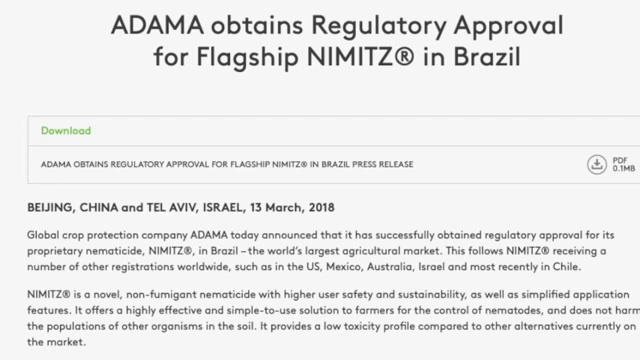 ADAMA obtains Regulatory Approval
for Flagship NIMITZ® in Brazil
Download
ADAMA OBTAINS REGULATORY APPROVAL FOR FLAGSHIP NIMITZ® IN BRAZIL PRESS RELEASE
PDF
0.1MB
BEIJING, CHINA and TEL AVIV, ISRAEL, 13 March, 2018
Global crop protection company ADAMA today announced that it has successfully obtained regulatory approval for its
proprietary nematicide, NIMITZ®, in Brazil – the world's largest agricultural market. This follows NIMITZ® receiving a
number of other registrations worldwide, such as in the US, Mexico, Australia, Israel and most recently in Chile.
NIMITZ® is a novel, non-fumigant nematicide with higher user safety and sustainability, as well as simplified application
features. It offers a highly effective and simple-to-use solution to farmers for the control of nematodes, and does not harm
the populations of other organisms in the soil. It provides a low toxicity profile compared to other alternatives currently on
the market.